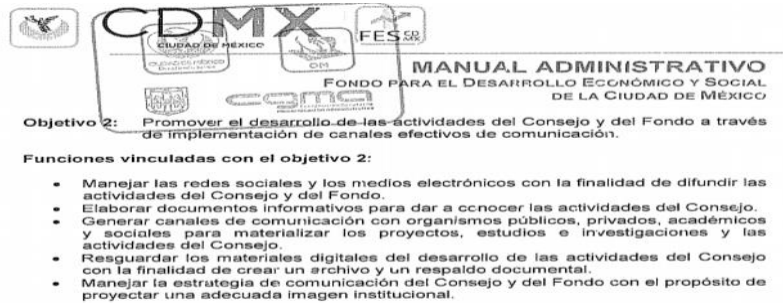 CDMX
CIUDAD DE MÉXICO
FES CDMX
CIUDAD DE MÉXICO
DM
cgma
MANUAL ADMINISTRATIVO
FONDO PARA EL DESARROLLO ECONÓMICO Y SOCIAL
DE LA CIUDAD DE MÉXICO
Objetivo 2: Promover el desarrollo de las actividades del Consejo y del Fondo a través
de implementación de canales efectivos de comunicación.
Funciones vinculadas con el objetivo 2:
• Manejar las redes sociales y los medios electrónicos con la finalidad de difundir las
actividades del Consejo y del Fondo.
• Elaborar documentos informativos para dar a conocer las actividades del Consejo.
• Generar canales de comunicación con organismos públicos, privados, académicos
y sociales para materializar los proyectos, estudios e investigaciones y las
actividades del Consejo.
• Resguardar los materiales digitales del desarrollo de las actividades del Consejo
con la finalidad de crear un archivo y un respaldo documental.
• Manejar la estrategia de comunicación del Consejo y del Fondo con el propósito de
proyectar una adecuada imagen institucional.